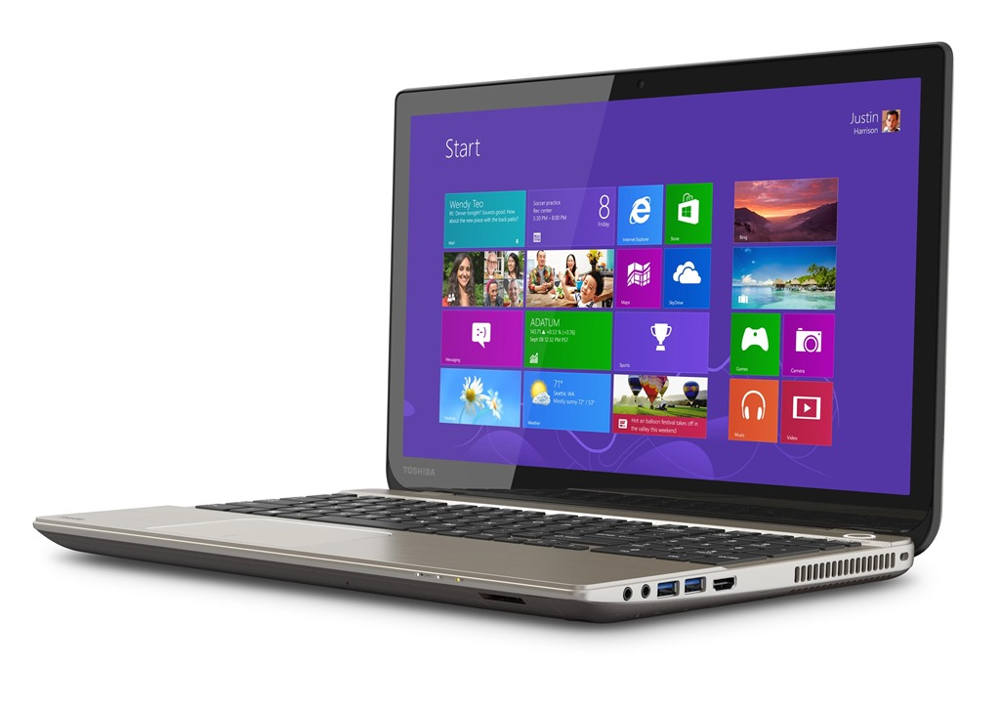 Start
Justin
Harrison
Wendy Teo
RE: Dinner tonight? Sounds good. How
about the new place with the back patio?
Mail
Soccer practice
Rec center
5:30 PM – 8:00 PM
8
Friday
Internet Explorer
Store
Bing
Maps
SkyDrive
Messaging
:-)
ADATUM
143.71 ▲ +0.53 % (+0.76)
Sept 08 12:32 PM PST
Sports
Games
Camera
Desktop
71°
Seattle, WA
Mostly sunny 72° / 53°
Weather
Hot air balloon festival takes off in
the valley this weekend
Music
Video
TOSHIBA